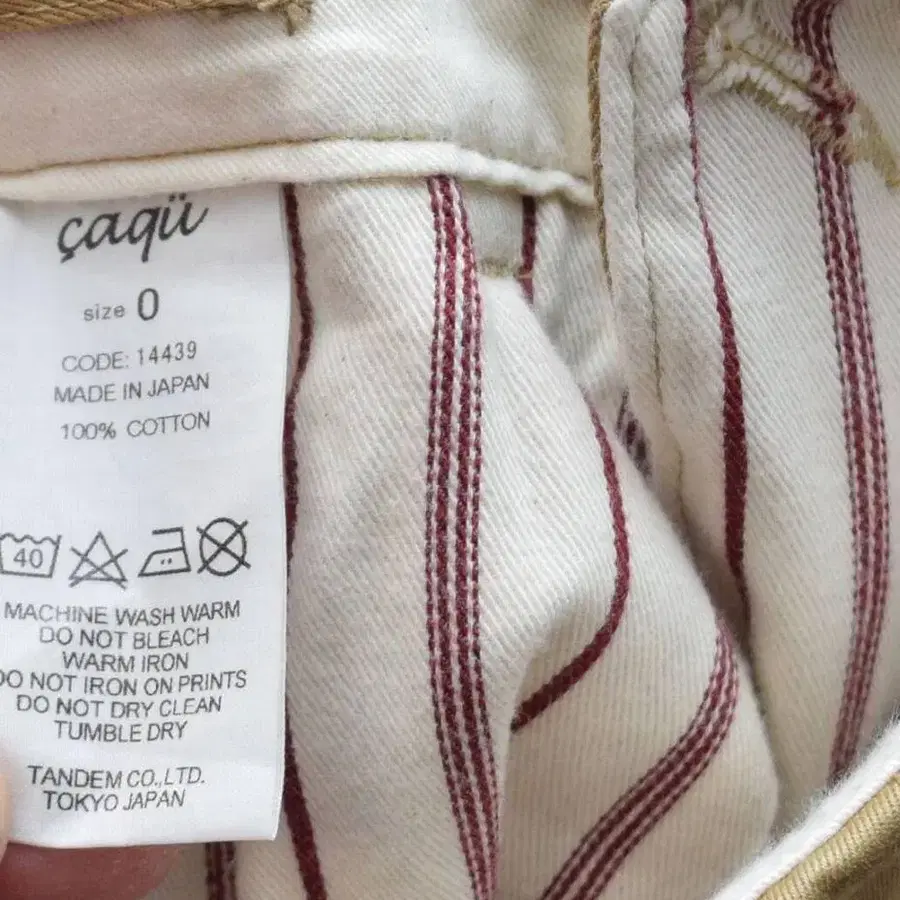 çaqü
size 0
CODE: 14439
MADE IN JAPAN
100% COTTON
40
MACHINE WASH WARM
DO NOT BLEACH
WARM IRON
DO NOT IRON ON PRINTS
DO NOT DRY CLEAN
TUMBLE DRY
TANDEM CO.,LTD.
TOKYO JAPAN